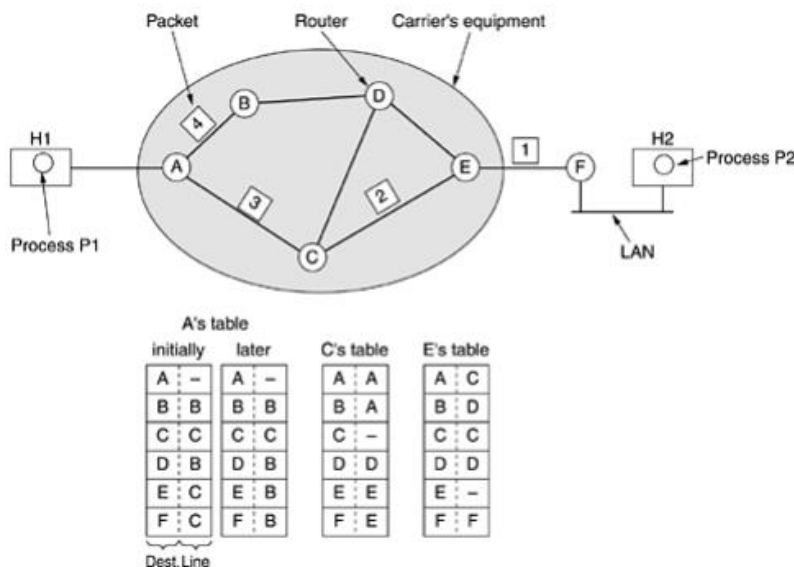 Packet Router Carrier's equipment
B D
4
H1 1 H2
A E F Process P2
3 2
Process P1 C LAN
A's table
initially later C's table E's table
A – A – A A A C
B B B B B A B D
C C C C C – C C
D B D B D D D D
E C E B E E E –
F C F B F E F F
Dest. Line